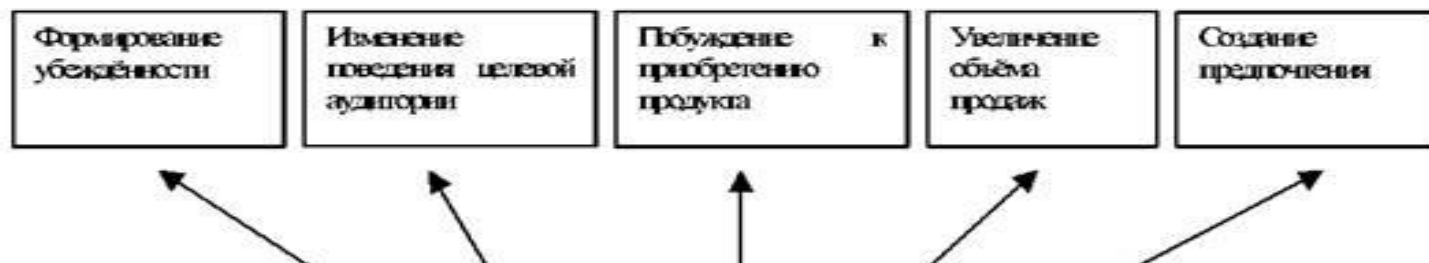 Формирование
убеждённости
Изменение
поведения целевой
аудитории
Побуждение к
приобретению
продукта
Увеличение
объёма
продаж
Создание
предпочтения